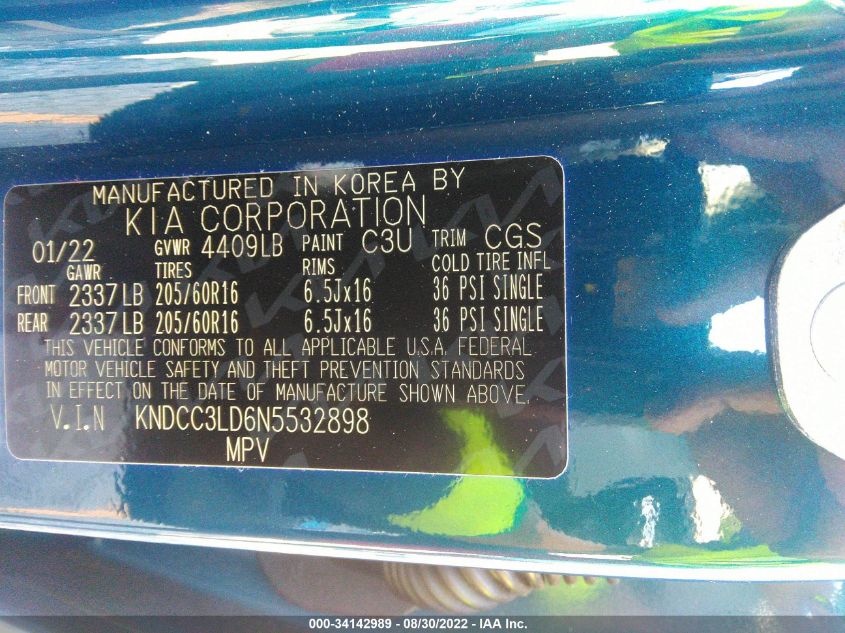 MANUFACTURED IN KOREA BY
KIA CORPORATION
01/22 GVWR 4409LB PAINT C3U TRIM CGS
GAWR TIRES RIMS COLD TIRE INFL
FRONT 2337LB 205/60R16 6.5Jx16 36 PSI SINGLE
REAR 2337LB 205/60R16 6.5Jx16 36 PSI SINGLE
THIS VEHICLE CONFORMS TO ALL APPLICABLE U.S.A. FEDERAL
MOTOR VEHICLE SAFETY AND THEFT PREVENTION STANDARDS
IN EFFECT ON THE DATE OF MANUFACTURE SHOWN ABOVE.
V.I.N KNDCC3LD6N5532898
MPV
000-34142989 - 08/30/2022 - IAA Inc.